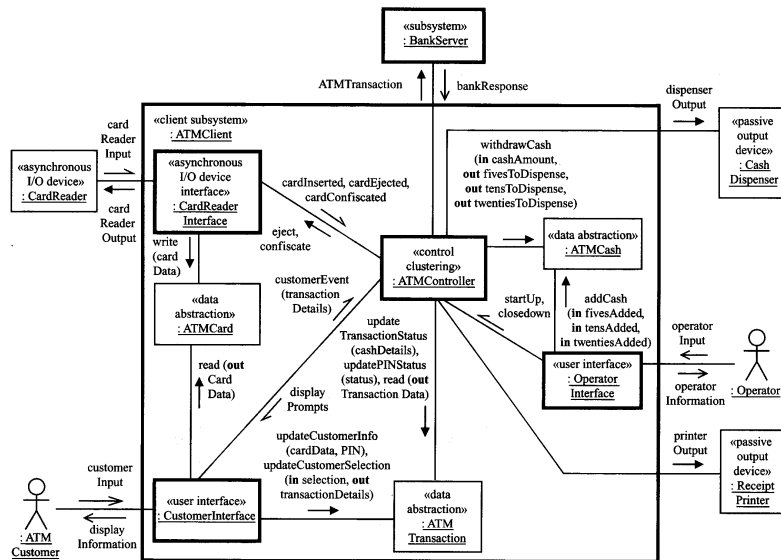 «subsystem»
: BankServer
ATMTransaction
bankResponse
dispenser
Output
card
Reader
Input
«client subsystem»
: ATMClient
«asynchronous
I/O device»
: CardReader
«asynchronous
I/O device
interface»
: CardReader
Interface
card
Reader
Output
cardInserted, cardEjected,
cardConfiscated
eject,
confiscate
withdrawCash
(in cashAmount,
out fivesToDispense,
out tensToDispense,
out twentiesToDispense)
«passive
output
device»
: Cash
Dispenser
write
(card
Data)
customerEvent
(transaction
Details)
«control
clustering»
: ATMController
«data abstraction»
: ATMCash
«data
abstraction»
: ATMCard
startUp,
closedown
addCash
(in fivesAdded,
in tensAdded,
in twentiesAdded)
operator
Input
update
TransactionStatus
(cashDetails),
updatePINStatus
(status), read (out
Transaction Data)
read (out
Card
Data)
display
Prompts
«user interface»
: Operator
Interface
operator
Information
: Operator
updateCustomerInfo
(cardData, PIN),
updateCustomerSelection
(in selection, out
transactionDetails)
printer
Output
«passive
output
device»
: Receipt
Printer
customer
Input
«user interface»
: CustomerInterface
«data
abstraction»
: ATM
Transaction
: ATM
Customer
display
Information